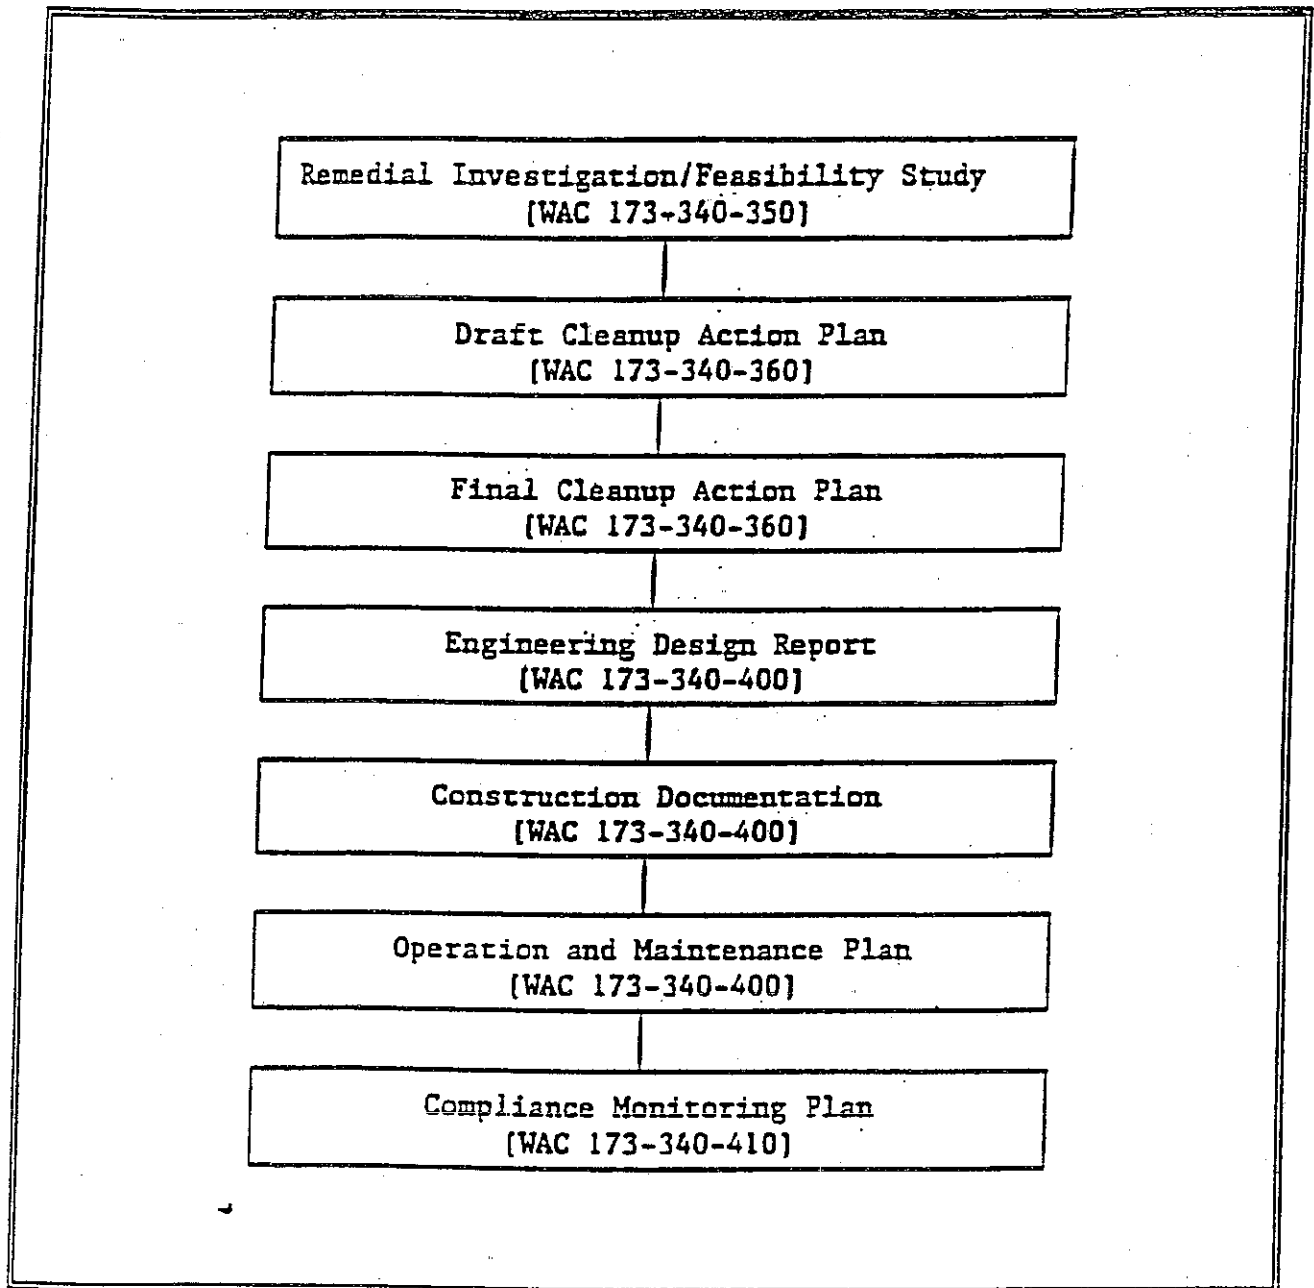 Remedial Investigation/Feasibility Study
[WAC 173-340-350]
Draft Cleanup Action Plan
[WAC 173-340-360]
Final Cleanup Action Plan
[WAC 173-340-360]
Engineering Design Report
[WAC 173-340-400]
Construction Documentation
[WAC 173-340-400]
Operation and Maintenance Plan
[WAC 173-340-400]
Compliance Monitoring Plan
[WAC 173-340-410]